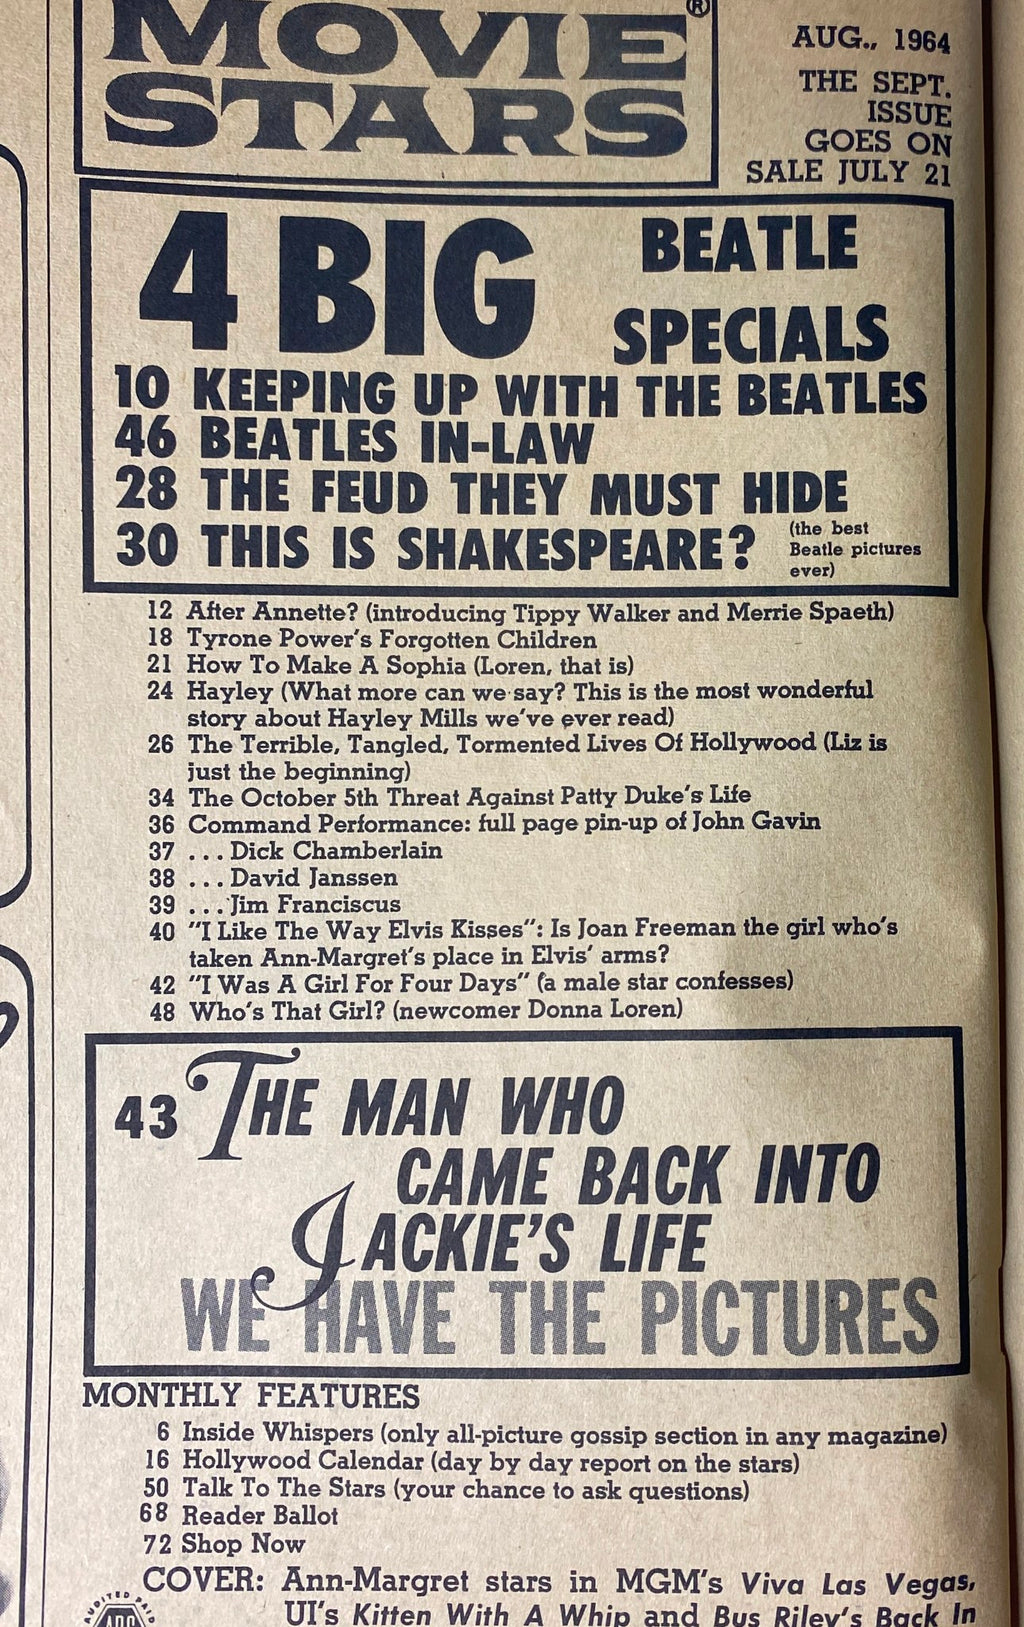 MOVIE
STARS
®
AUG., 1964
THE SEPT.
ISSUE
GOES ON
SALE JULY 21
4 BIG
BEATLE
SPECIALS
10 KEEPING UP WITH THE BEATLES
46 BEATLES IN-LAW
28 THE FEUD THEY MUST HIDE
30 THIS IS SHAKESPEARE?
(the best
Beatle pictures
ever)
12 After Annette? (introducing Tippy Walker and Merrie Spaeth)
18 Tyrone Power's Forgotten Children
21 How To Make A Sophia (Loren, that is)
24 Hayley (What more can we say? This is the most wonderful
story about Hayley Mills we've ever read)
26 The Terrible, Tangled, Tormented Lives Of Hollywood (Liz is
just the beginning)
34 The October 5th Threat Against Patty Duke's Life
36 Command Performance: full page pin-up of John Gavin
37 ... Dick Chamberlain
38 ... David Janssen
39 ... Jim Franciscus
40 "I Like The Way Elvis Kisses": Is Joan Freeman the girl who's
taken Ann-Margret's place in Elvis' arms?
42 "I Was A Girl For Four Days" (a male star confesses)
48 Who's That Girl? (newcomer Donna Loren)
43 THE MAN WHO
CAME BACK INTO
JACKIE'S LIFE
WE HAVE THE PICTURES
MONTHLY FEATURES
6 Inside Whispers (only all-picture gossip section in any magazine)
16 Hollywood Calendar (day by day report on the stars)
50 Talk To The Stars (your chance to ask questions)
68 Reader Ballot
72 Shop Now
COVER: Ann-Margret stars in MGM's Viva Las Vegas,
UI's Kitten With A Whip and Bus Riley's Back In
AUDITED PAID